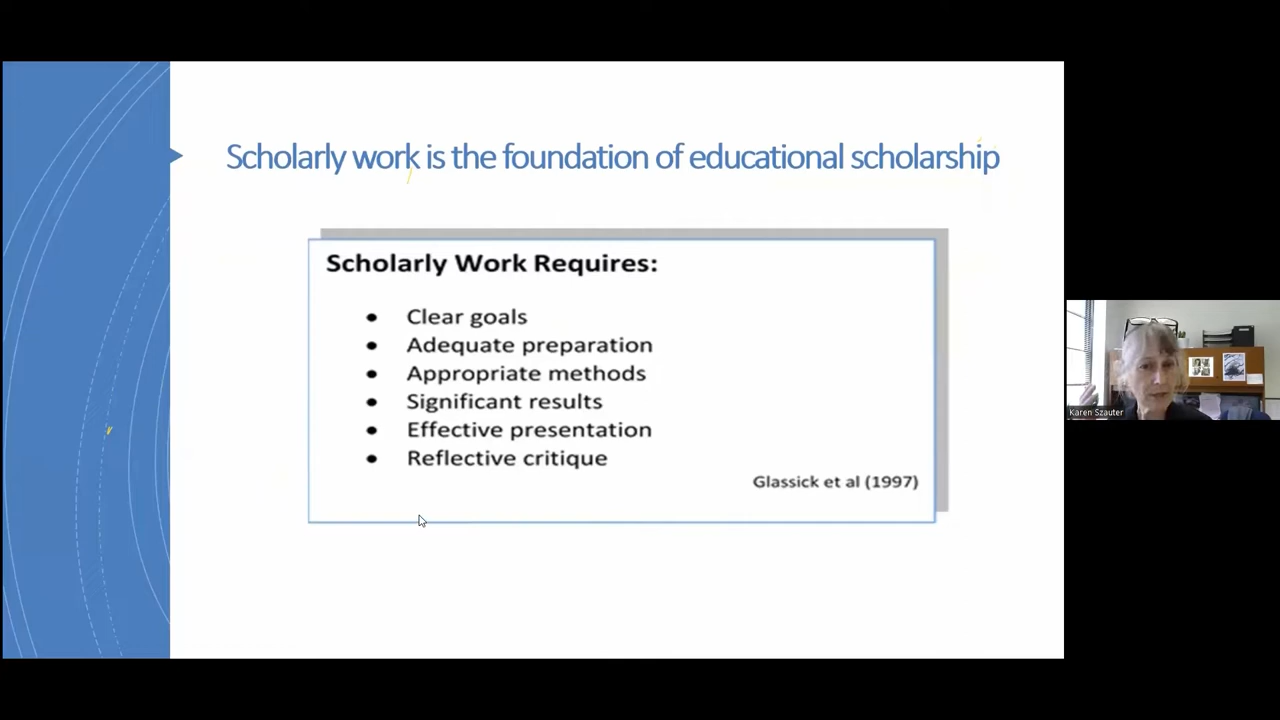 Scholarly work is the foundation of educational scholarship
Scholarly Work Requires:
• Clear goals
• Adequate preparation
• Appropriate methods
• Significant results
• Effective presentation
• Reflective critique
Glassick et al (1997)
Karen Szauter